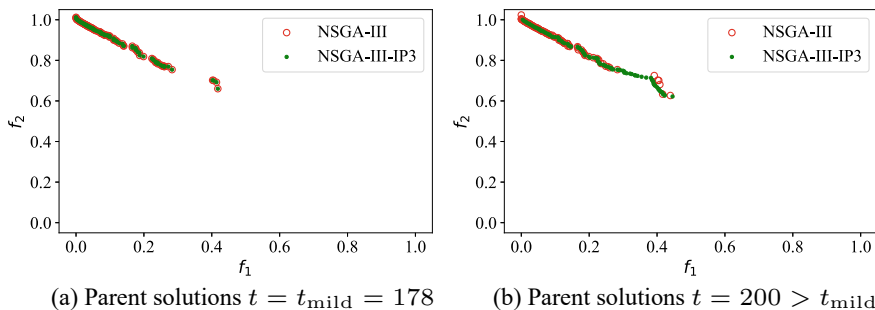 1.0
0.8
0.6
0.4
0.2
0.0
f2
NSGA-III
NSGA-III-IP3
0.0 0.2 0.4 0.6 0.8 1.0
f1
(a) Parent solutions t = tmild = 178
1.0
0.8
0.6
0.4
0.2
0.0
f2
NSGA-III
NSGA-III-IP3
0.0 0.2 0.4 0.6 0.8 1.0
f1
(b) Parent solutions t = 200 > tmild